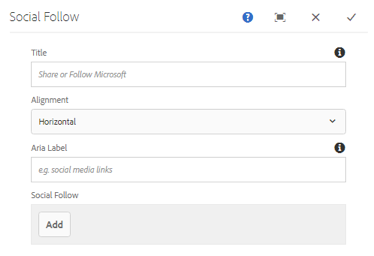 Social Follow
Title
Share or Follow Microsoft
Alignment
Horizontal
Aria Label
e.g. social media links
Social Follow
Add